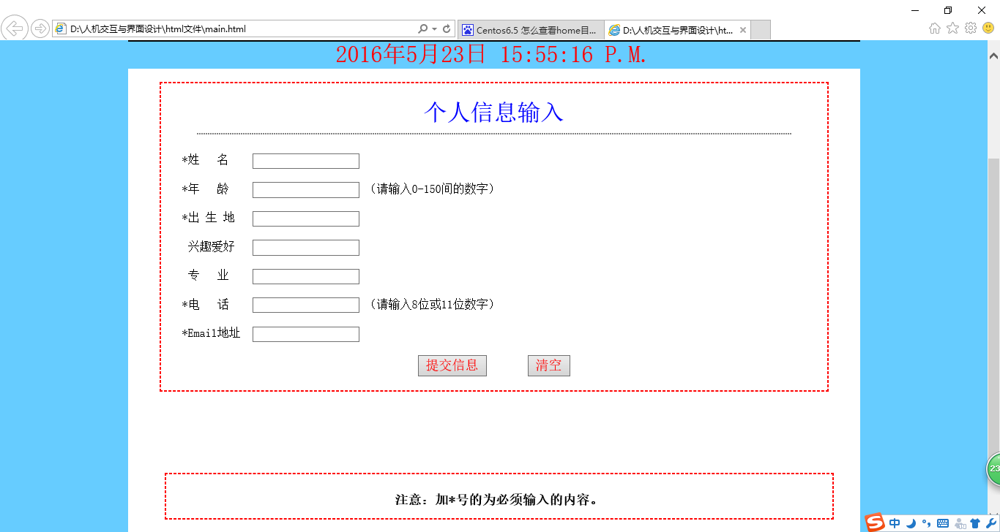 D:\人机交互与界面设计\html文件\main.html
Centos6.5 怎么查看home目...
D:\人机交互与界面设计\ht...
2016年5月23日 15:55:16 P.M.
个人信息输入
*姓 名
*年 龄 （请输入0-150间的数字）
*出 生 地
兴趣爱好
专 业
*电 话 （请输入8位或11位数字）
*Email地址
提交信息 清空
23
注意：加*号的为必须输入的内容。
S 中